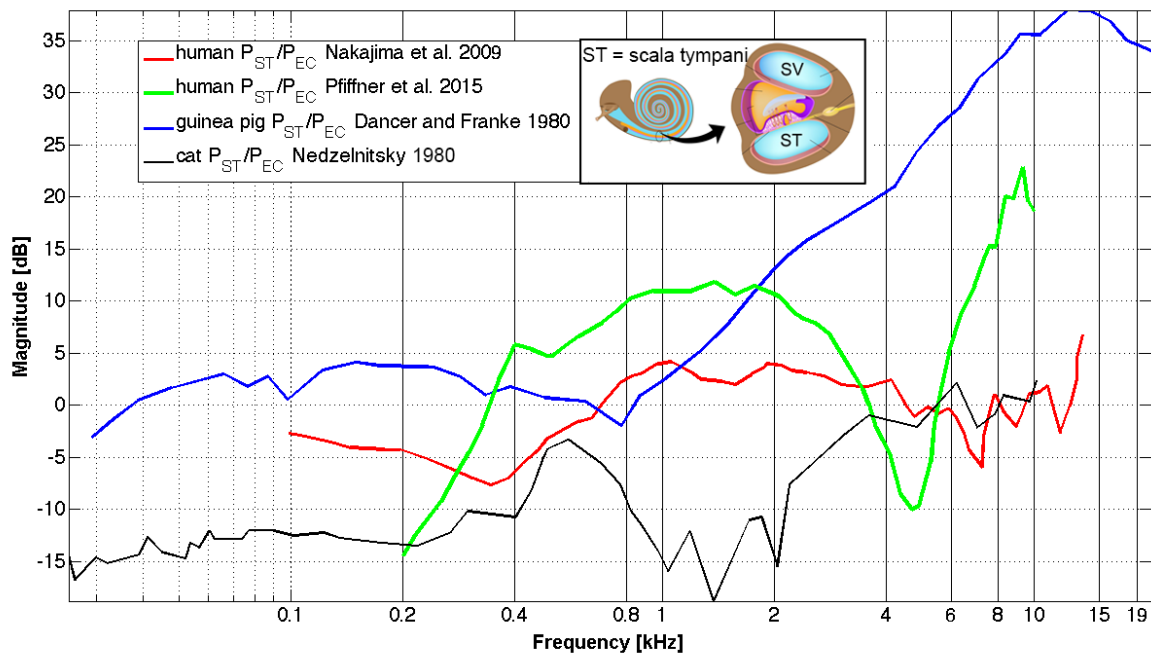 human P_ST/P_EC Nakajima et al. 2009
human P_ST/P_EC Pfiffner et al. 2015
guinea pig P_ST/P_EC Dancer and Franke 1980
cat P_ST/P_EC Nedzelnitsky 1980
ST = scala tympani
SV
ST
Magnitude [dB]
35
30
25
20
15
10
5
0
-5
-10
-15
0.1 0.2 0.4 0.8 1 2 4 6 8 10 15 19
Frequency [kHz]